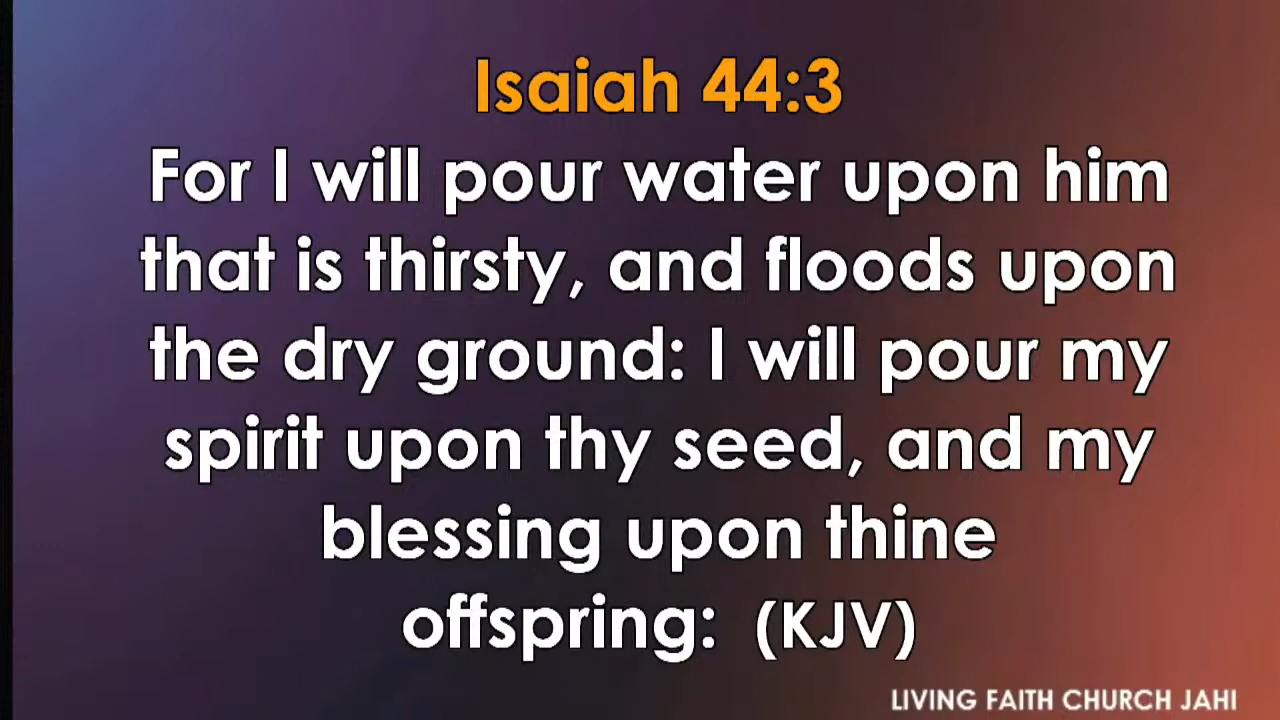 Isaiah 44:3
For I will pour water upon him
that is thirsty, and floods upon
the dry ground: I will pour my
spirit upon thy seed, and my
blessing upon thine
offspring:  (KJV)
LIVING FAITH CHURCH JAHI